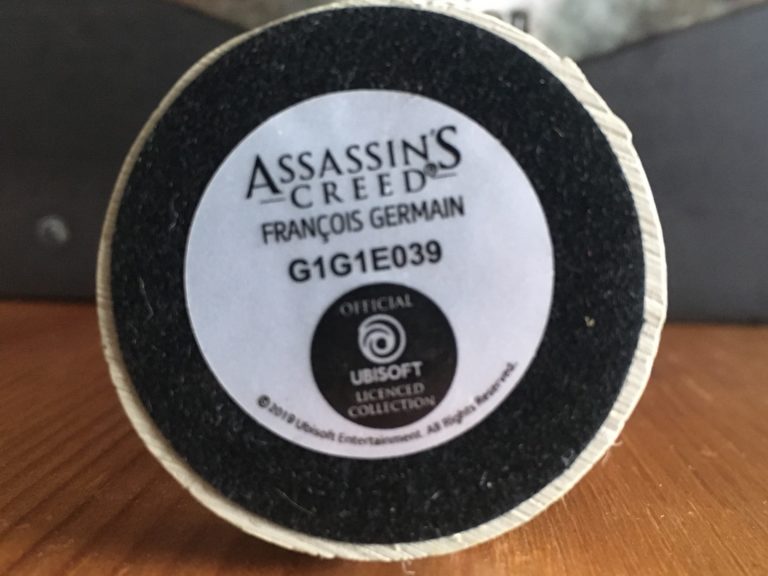 ASSASSIN'S
CREED®
FRANÇOIS GERMAIN
G1G1E039
OFFICIAL
UBISOFT
LICENCED
COLLECTION
© 2019 Ubisoft Entertainment. All Rights Reserved.